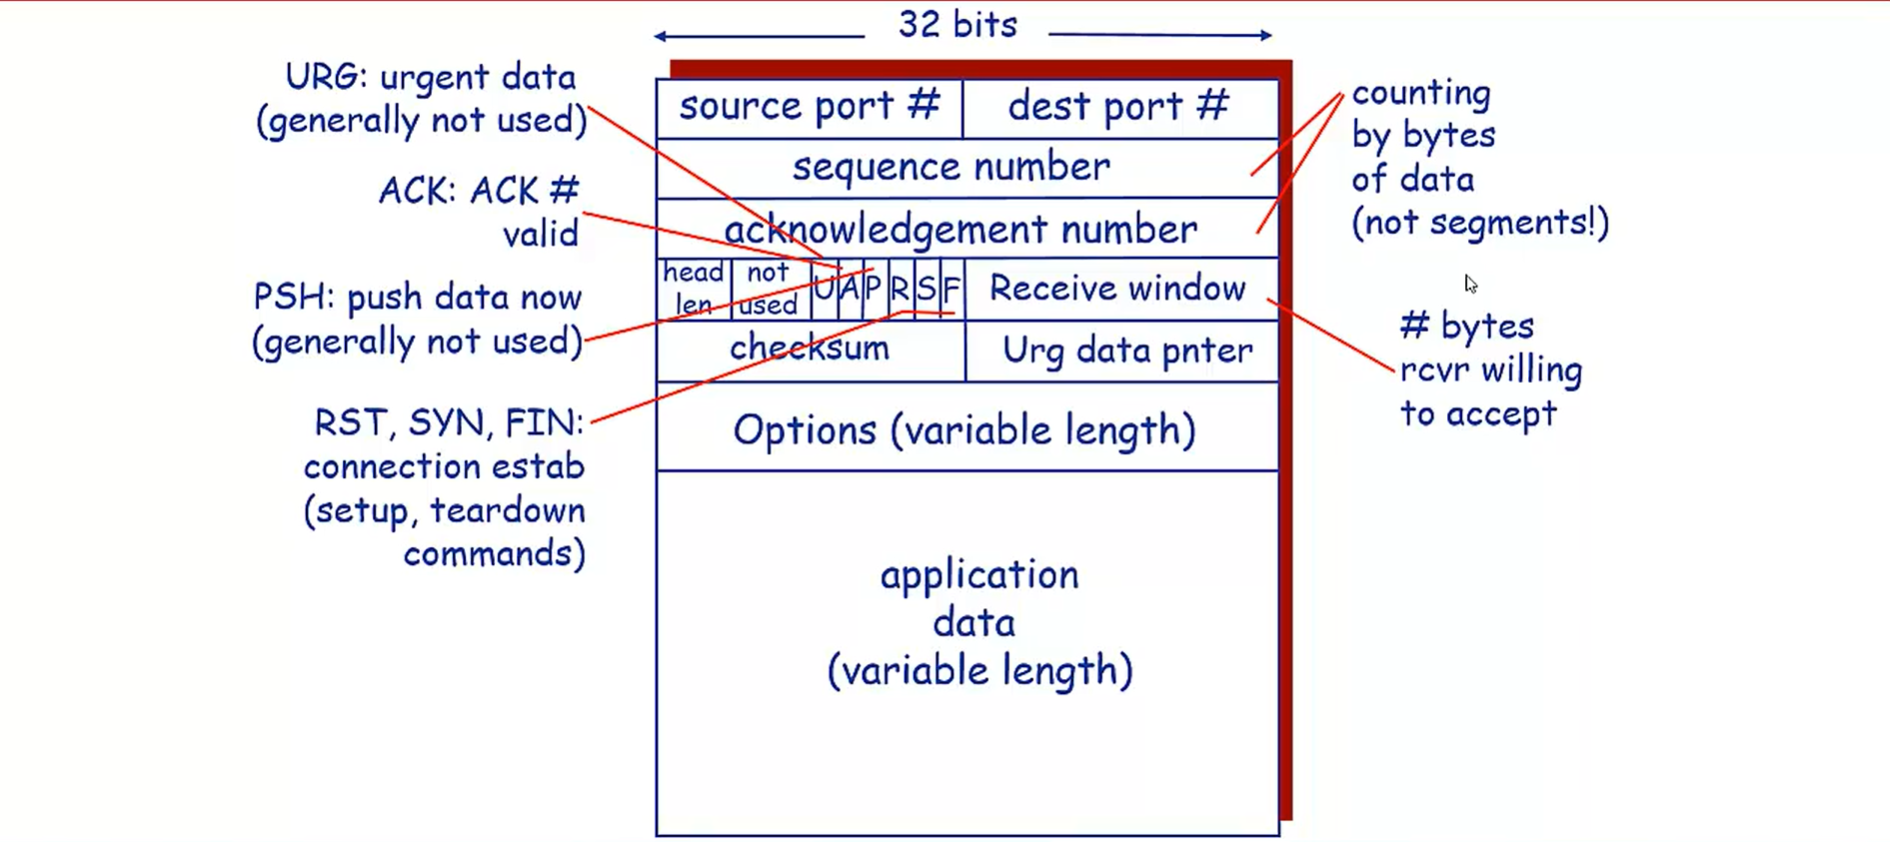 32 bits
URG: urgent data
(generally not used)
ACK: ACK #
valid
PSH: push data now
(generally not used)
RST, SYN, FIN:
connection estab
(setup, teardown
commands)
source port # dest port #
sequence number
acknowledgement number
head
len
not
used
U A P R S F
Receive window
checksum
Urg data pnter
Options (variable length)
application
data
(variable length)
counting
by bytes
of data
(not segments!)
# bytes
rcvr willing
to accept